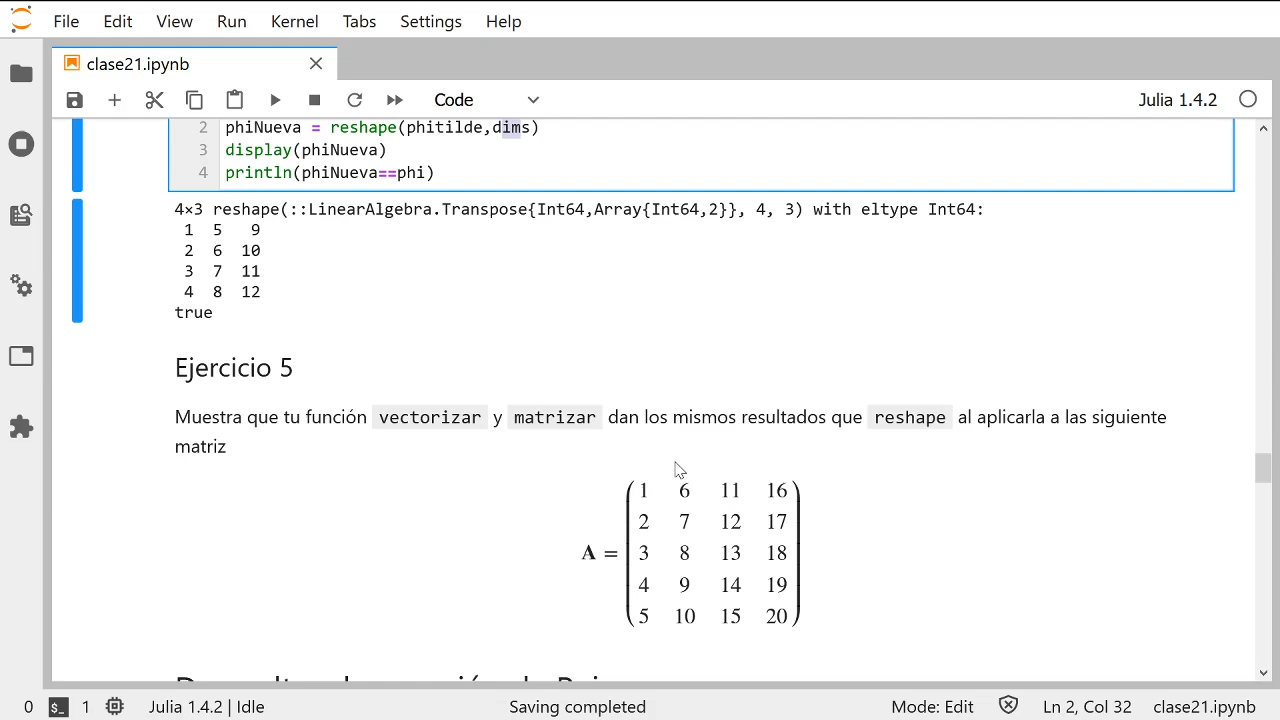 File Edit View Run Kernel Tabs Settings Help
clase21.ipynb
Code
Julia 1.4.2
2 phiNueva = reshape(phitilde,dims)
3 display(phiNueva)
4 println(phiNueva==phi)
4×3 reshape(::LinearAlgebra.Transpose{Int64,Array{Int64,2}}, 4, 3) with eltype Int64:
1 5 9
2 6 10
3 7 11
4 8 12
true
Ejercicio 5
Muestra que tu función vectorizar y matrizar dan los mismos resultados que reshape al aplicarla a las siguiente
matriz
1 6 11 16
2 7 12 17
A = 3 8 13 18
4 9 14 19
5 10 15 20
0 $_ 1 Julia 1.4.2 | Idle Saving completed Mode: Edit Ln 2, Col 32 clase21.ipynb